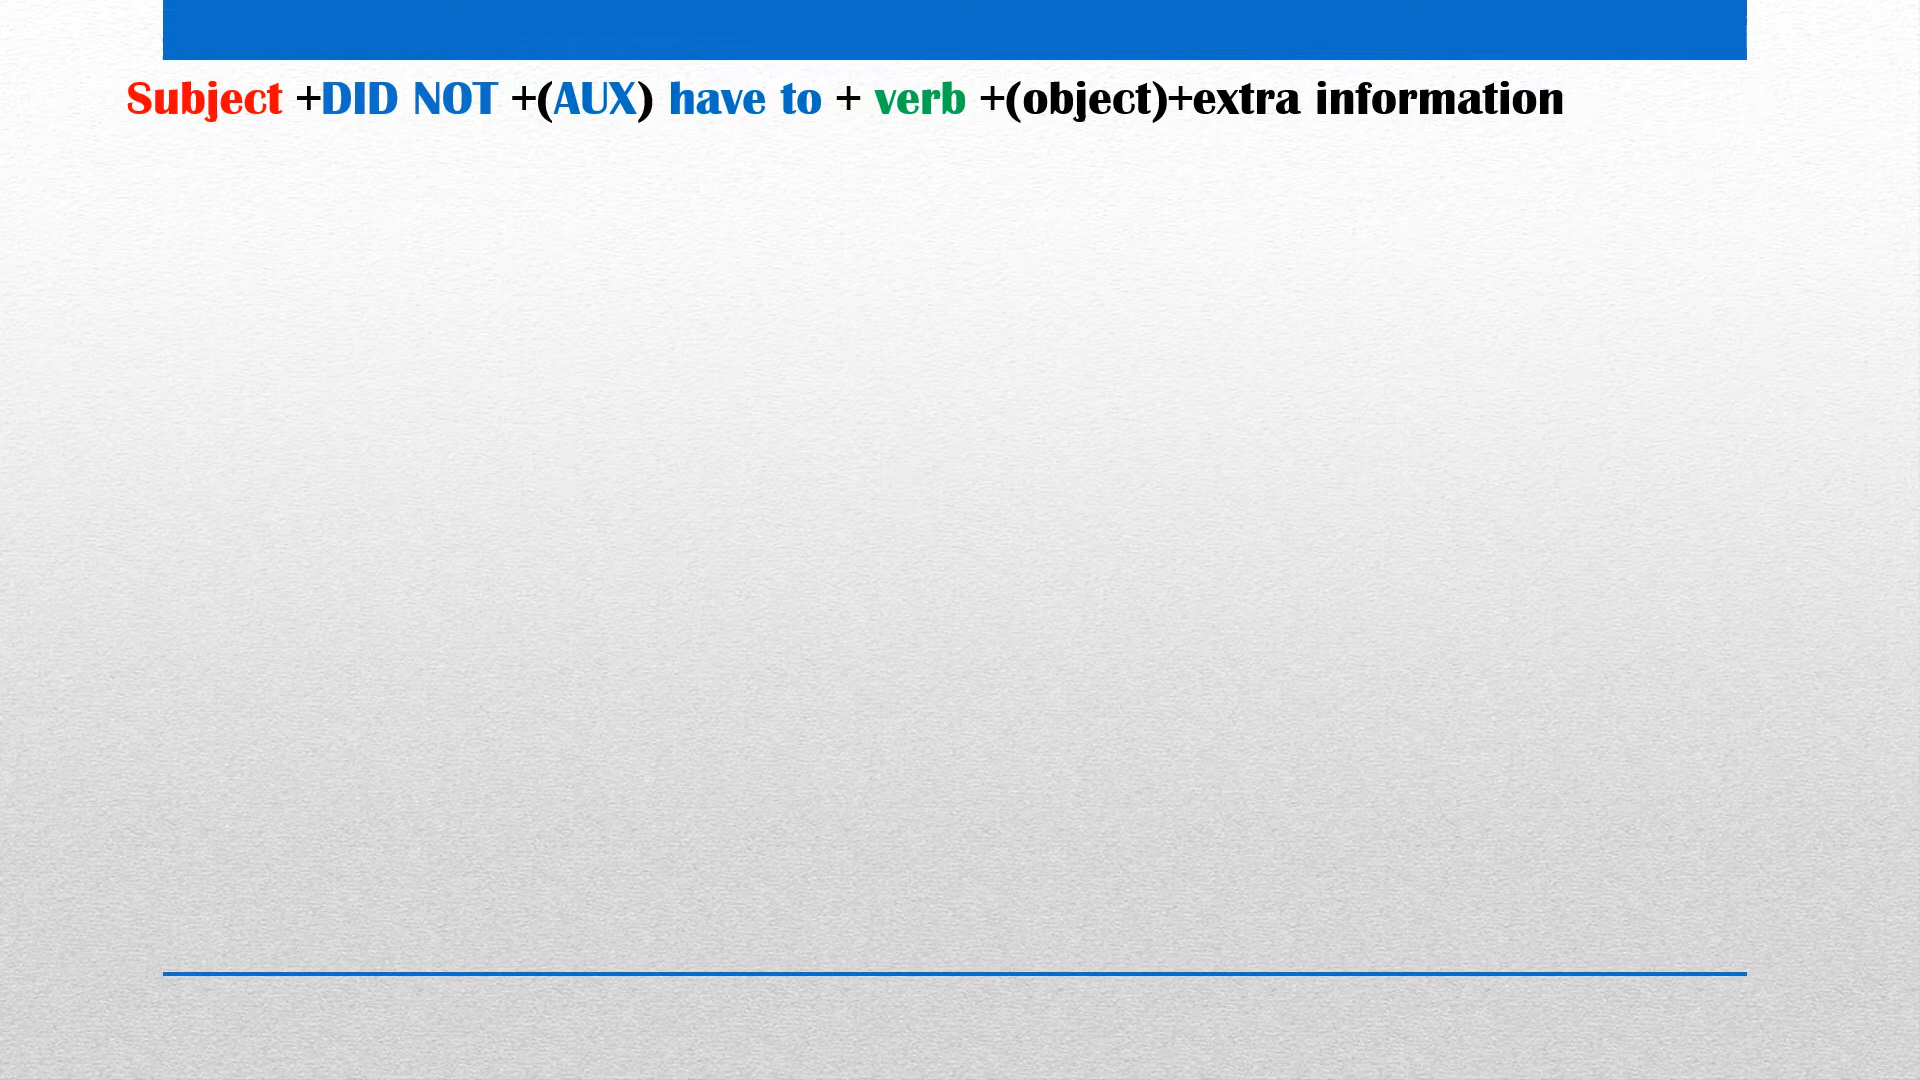 Subject +DID NOT +(AUX) have to + verb +(object)+extra information